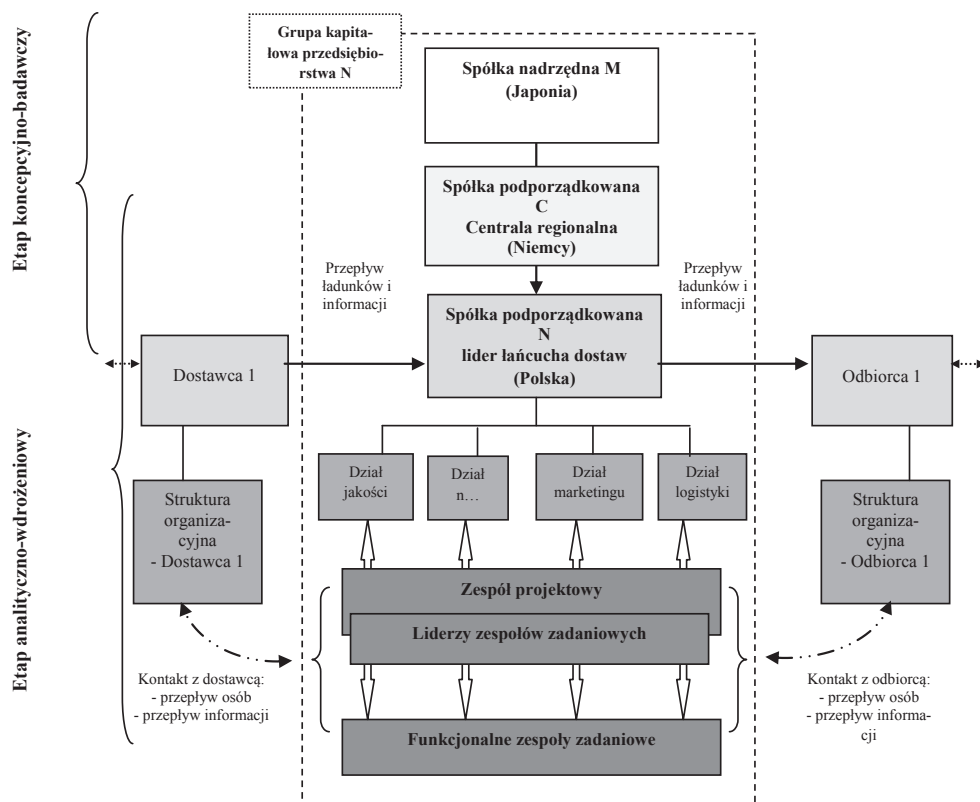 Etap koncepcyjno-badawczy
Etap analityczno-wdrożeniowy
Grupa kapita-
łowa przedsiębio-
rstwa N
Spółka nadrzędna M
(Japonia)
Spółka podporządkowana
C
Centrala regionalna
(Niemcy)
Przepływ
ładunków i
informacji
Przepływ
ładunków i
informacji
Spółka podporządkowana
N
lider łańcucha dostaw
(Polska)
Dostawca 1
Odbiorca 1
Dział
jakości
Dział
n…
Dział
marketingu
Dział
logistyki
Struktura
organiza-
cyjna
- Dostawca 1
Struktura
organiza-
cyjna
- Odbiorca 1
Zespół projektowy
Liderzy zespołów zadaniowych
Funkcjonalne zespoły zadaniowe
Kontakt z dostawcą:
- przepływ osób
- przepływ informacji
Kontakt z odbiorcą:
- przepływ osób
- przepływ informa-
cji